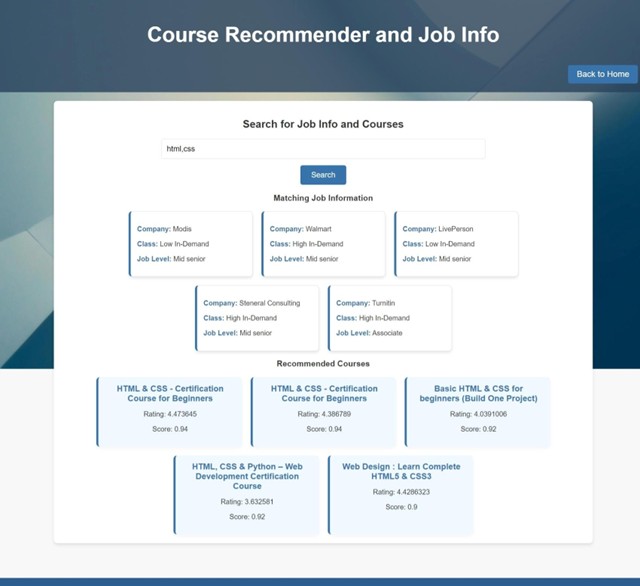 Course Recommender and Job Info
Back to Home
Search for Job Info and Courses
html,css
Search
Matching Job Information
Company: Modis
Class: Low In-Demand
Job Level: Mid senior
Company: Walmart
Class: High In-Demand
Job Level: Mid senior
Company: LivePerson
Class: Low In-Demand
Job Level: Mid senior
Company: Steneral Consulting
Class: High In-Demand
Job Level: Mid senior
Company: Turnitin
Class: High In-Demand
Job Level: Associate
Recommended Courses
HTML & CSS - Certification
Course for Beginners
Rating: 4.473645
Score: 0.94
HTML & CSS - Certification
Course for Beginners
Rating: 4.386789
Score: 0.94
Basic HTML & CSS for
beginners (Build One Project)
Rating: 4.0391006
Score: 0.92
HTML, CSS & Python – Web
Development Certification
Course
Rating: 3.632581
Score: 0.92
Web Design : Learn Complete
HTML5 & CSS3
Rating: 4.4286323
Score: 0.9